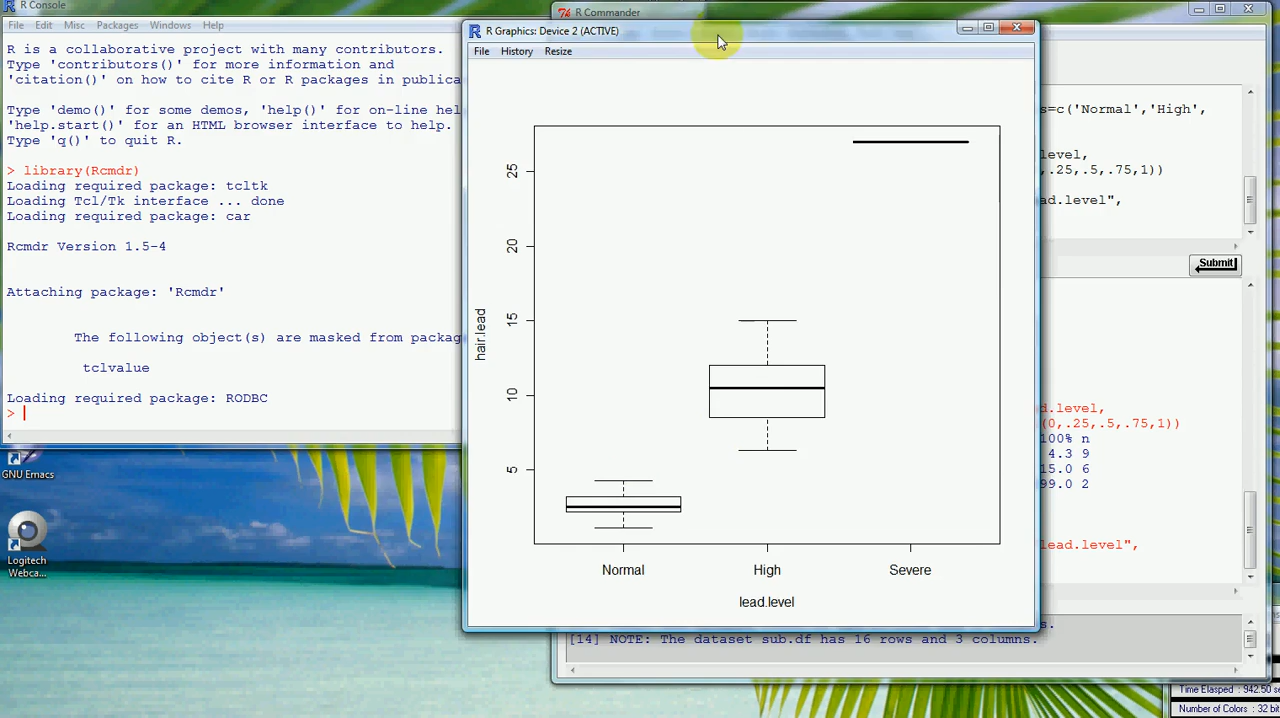 R Console
File Edit Misc Packages Windows Help
R is a collaborative project with many contributors.
Type 'contributors()' for more information and
'citation()' on how to cite R or R packages in publica
Type 'demo()' for some demos, 'help()' for on-line hel
'help.start()' for an HTML browser interface to help.
Type 'q()' to quit R.
> library(Rcmdr)
Loading required package: tcltk
Loading Tcl/Tk interface ... done
Loading required package: car
Rcmdr Version 1.5-4
Attaching package: 'Rcmdr'
The following object(s) are masked from packag
tclvalue
Loading required package: RODBC
>
GNU Emacs
Logitech
Webca...
R Commander
R Graphics: Device 2 (ACTIVE)
File History Resize
hair.lead
25
20
15
10
5
Normal High Severe
lead.level
s=c('Normal','High',
evel,
,.25,.5,.75,1))
ad.level",
Submit
d.level,
(0,.25,.5,.75,1))
100% n
4.3 9
15.0 6
99.0 2
lead.level",
[14] NOTE: The dataset sub.df has 16 rows and 3 columns.
Time Elasped : 942.50 se
Number of Colors : 32 bit